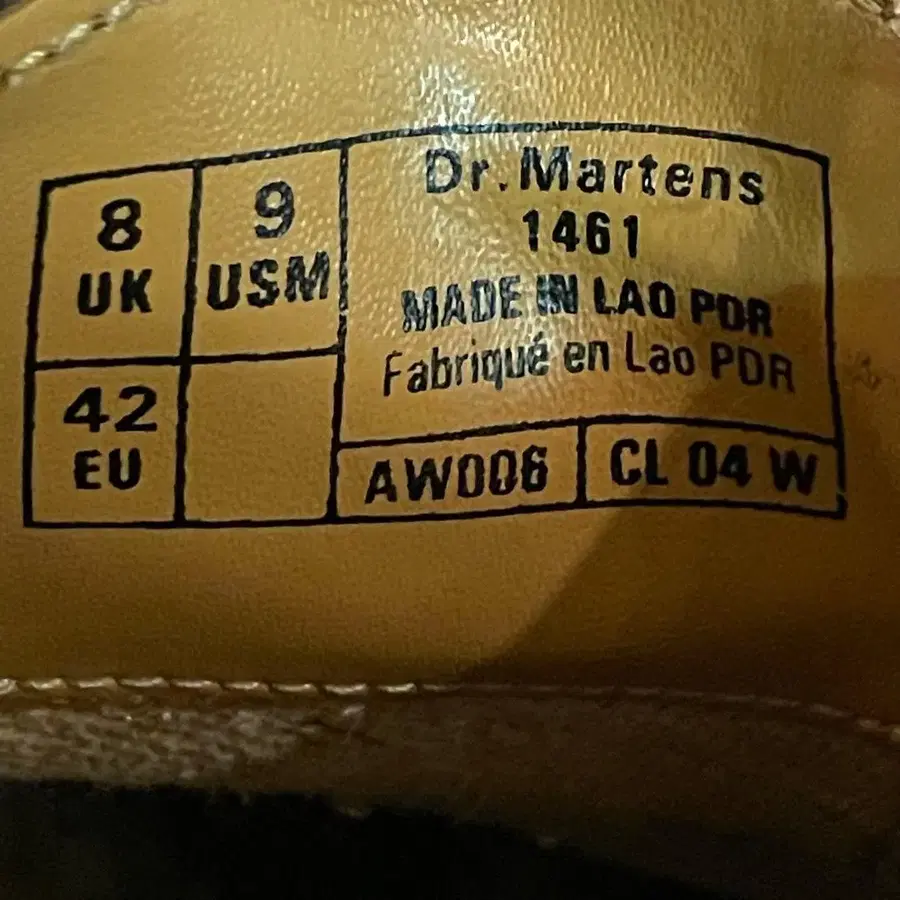 8
UK
9
USM
42
EU
Dr. Martens
1461
MADE IN LAO PDR
Fabriqué en Lao PDR
AW006
CL 04 W